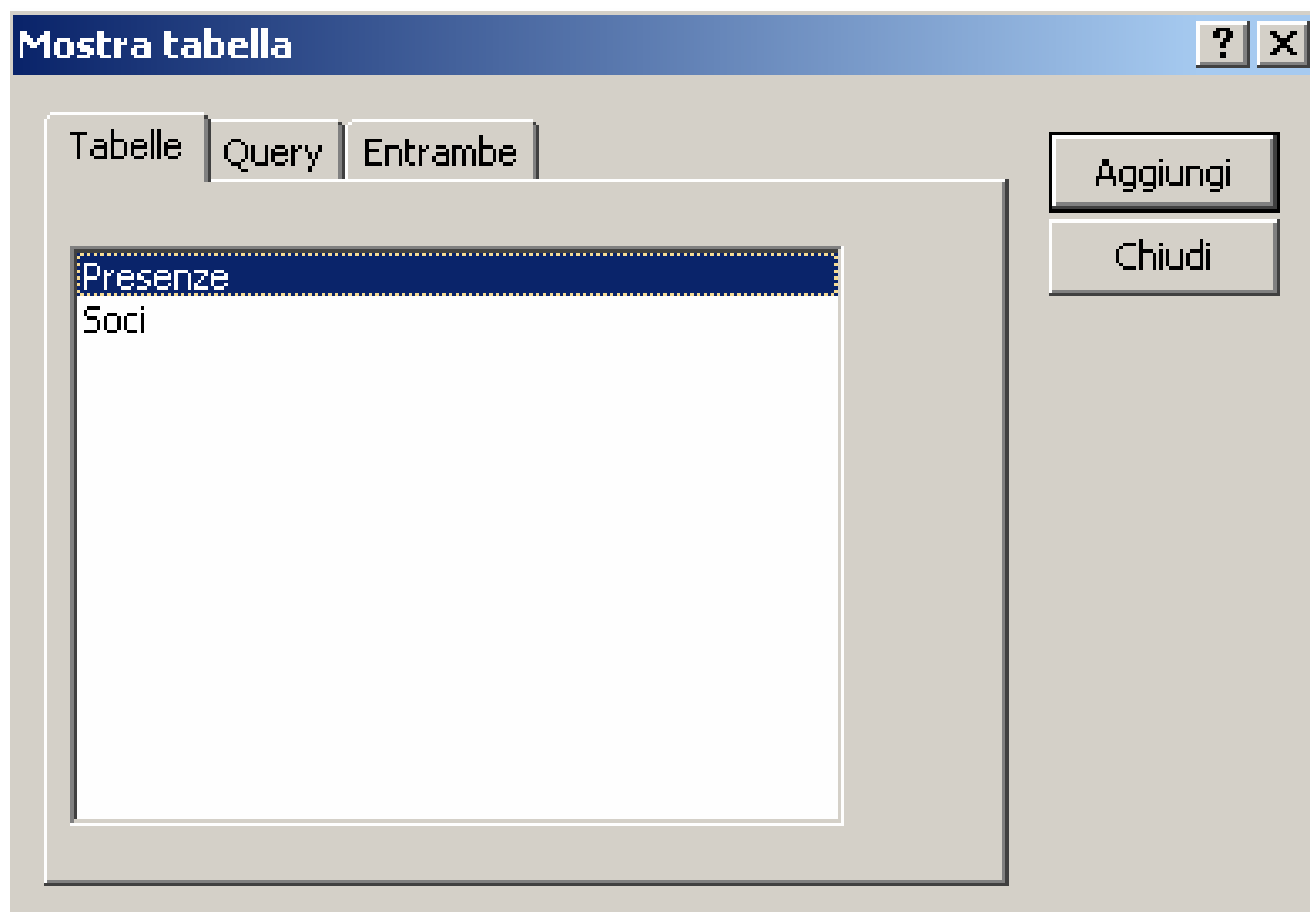 Mostra tabella
Tabelle Query Entrambe
Aggiungi
Chiudi
Presenze
Soci